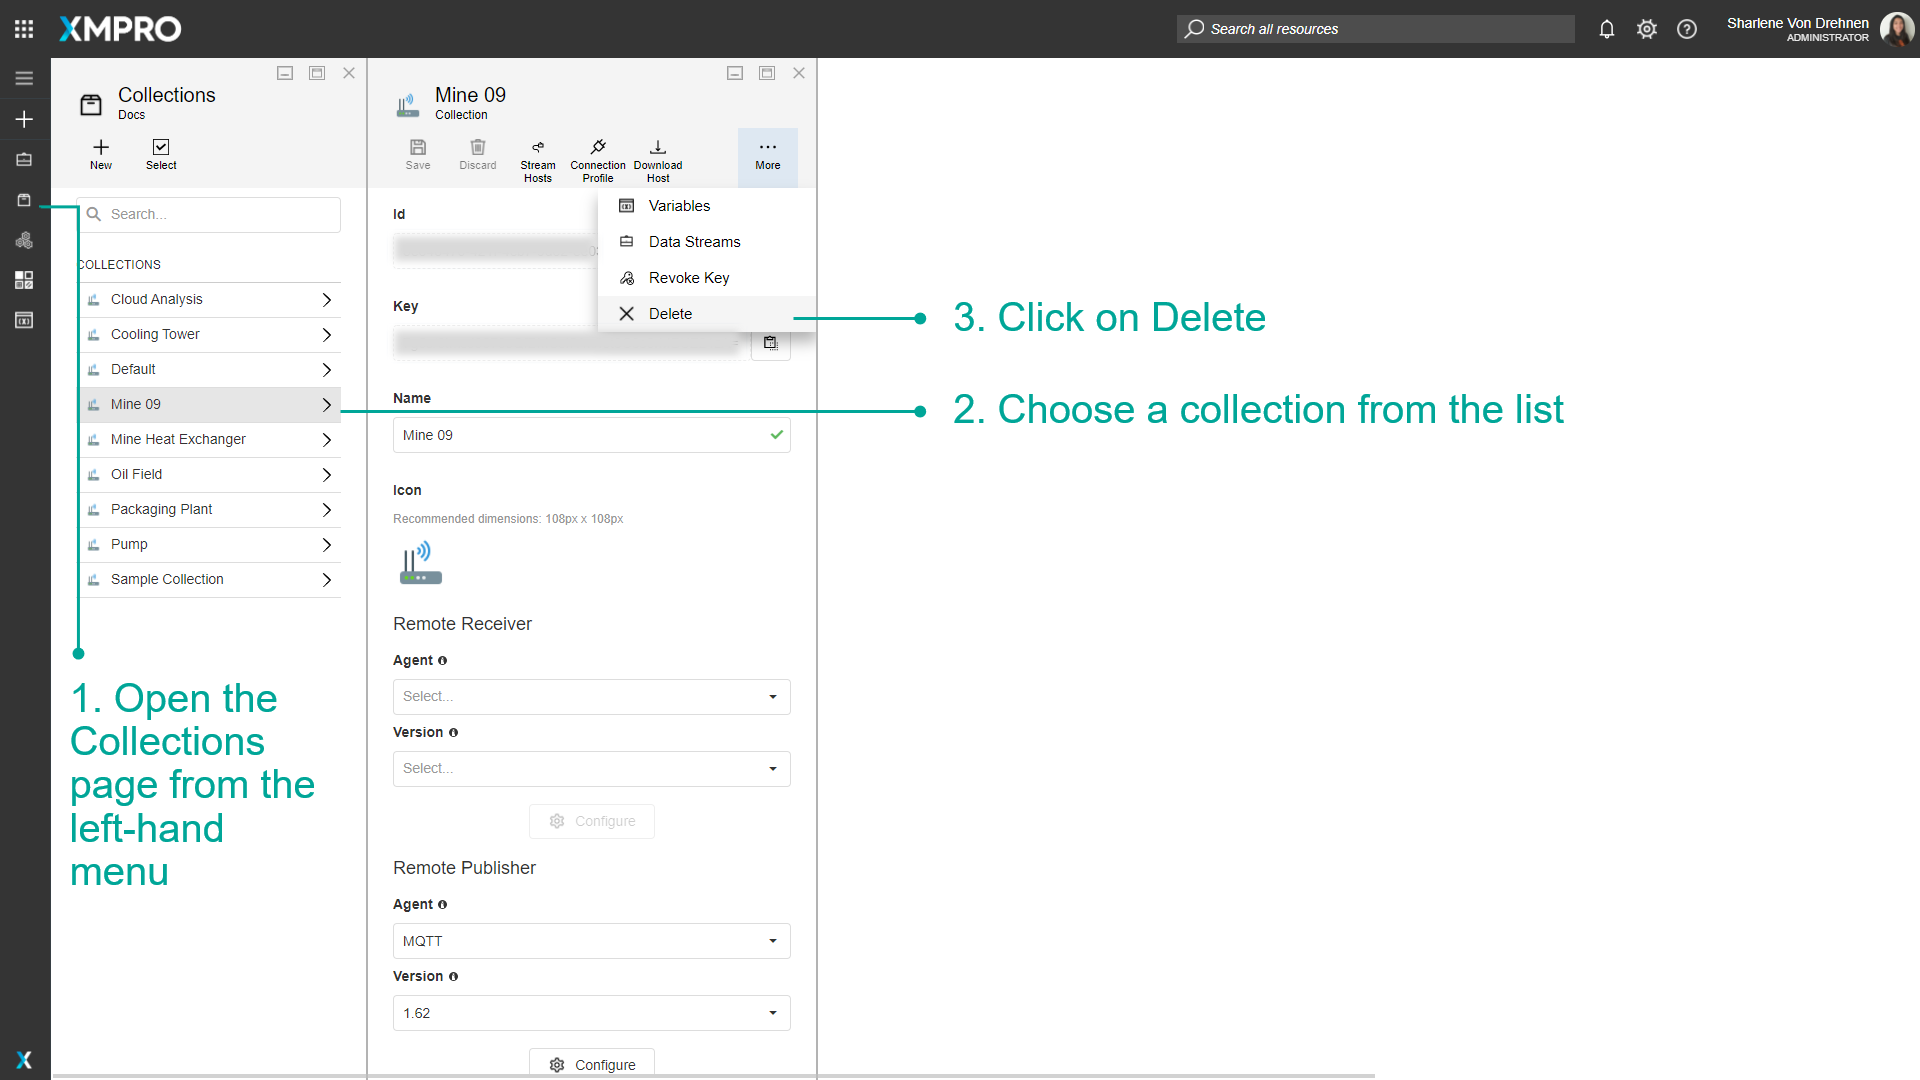 XMPRO
Search all resources
Sharlene Von Drehnen
ADMINISTRATOR
Collections
Docs
New
Select
Search...
COLLECTIONS
Cloud Analysis
Cooling Tower
Default
Mine 09
Mine Heat Exchanger
Oil Field
Packaging Plant
Pump
Sample Collection
1. Open the
Collections
page from the
left-hand
menu
Mine 09
Collection
Save
Discard
Stream
Hosts
Connection
Profile
Download
Host
More
Variables
Data Streams
Revoke Key
Delete
Id
Key
Name
Mine 09
Icon
Recommended dimensions: 108px x 108px
Remote Receiver
Agent
Select...
Version
Select...
Configure
Remote Publisher
Agent
MQTT
Version
1.62
Configure
3. Click on Delete
2. Choose a collection from the list